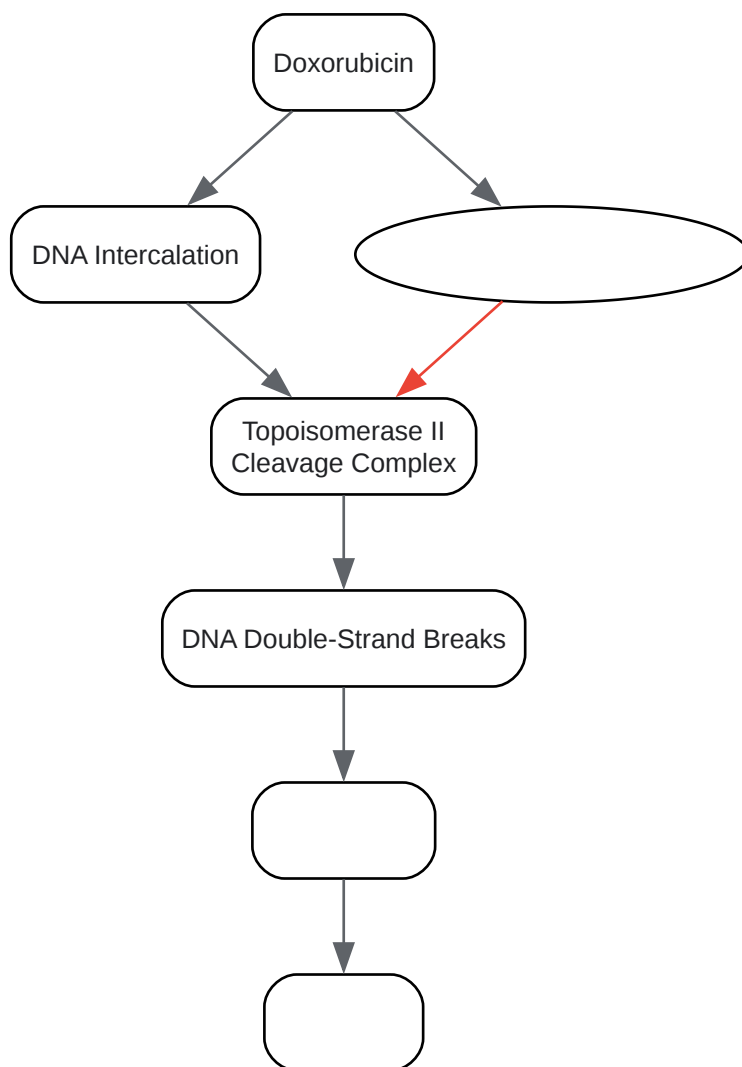 Doxorubicin
DNA Intercalation
Topoisomerase II
Cleavage Complex
DNA Double-Strand Breaks